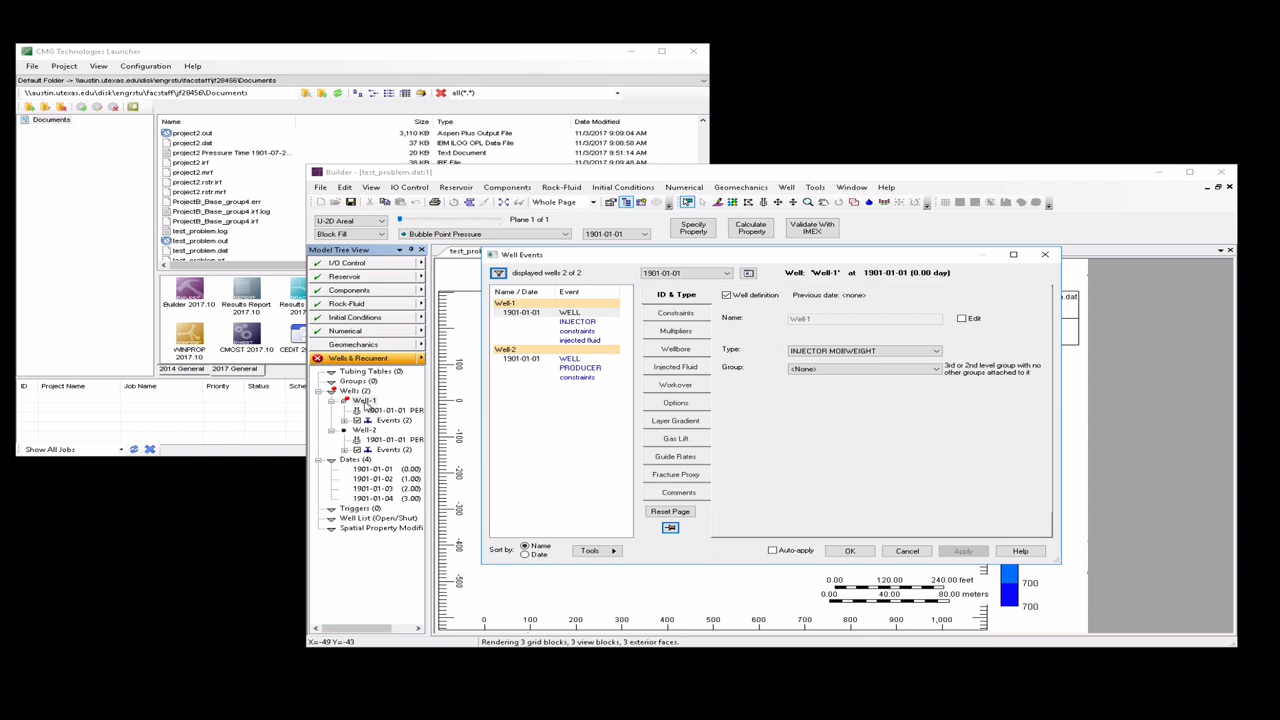 CMG Technologies Launcher
File Project View Configuration Help
Default Folder -> \\austin.utexas.edu\disk\engrstu\facstaff\jf28456\Documents
\\austin.utexas.edu\disk\engrstu\facstaff\jf28456\Documents
all(*.*)
Documents
Name Size Type Date Modified
project2.out 3,110 KB Aspen Plus Output File 11/3/2017 9:09:04 AM
project2.dat 37 KB IBM ILOG OPL Data File 11/3/2017 9:08:58 AM
project2 Pressure Time 1901-07-2... 20 KB Text Document 11/3/2017 9:51:14 AM
project2.irf
project2.mrf
project2.rstr.irf
project2.rstr.mrf
ProjectB_Base_group4.err
ProjectB_Base_group4.irf.log
ProjectB_Base_group4.irf
test_problem.log
test_problem.out
test_problem.dat
Builder 2017.10
Results Report 2017.10
WINPROP 2017.10
CMOST 2017.10
CEDIT
2014 General
2017 General
ID Project Name Job Name Priority Status
Show All Jobs
Builder - [test_problem.dat:1]
File Edit View IO Control Reservoir Components Rock-Fluid Initial Conditions Numerical Geomechanics Well Tools Window Help
Whole Page
IJ-2D Areal
Plane 1 of 1
Block Fill
Bubble Point Pressure
1901-01-01
Specify Property
Calculate Property
Validate With IMEX
Model Tree View
I/O Control
Reservoir
Components
Rock-Fluid
Initial Conditions
Numerical
Geomechanics
Wells & Recurrent
Tubing Tables (0)
Groups (0)
Wells (2)
Well-1
1901-01-01 PER
Events (2)
Well-2
1901-01-01 PER
Events (2)
Dates (4)
1901-01-01 (0.00)
1901-01-02 (1.00)
1901-01-03 (2.00)
1901-01-04 (3.00)
Triggers (0)
Well List (Open/Shut)
Spatial Property Modifi
X=-49 Y=-43
Rendering 3 grid blocks, 3 view blocks, 3 exterior faces.
Well Events
displayed wells 2 of 2
1901-01-01
Well: 'Well-1' at 1901-01-01 (0.00 day)
Name / Date Event
Well-1
1901-01-01 WELL
INJECTOR
constraints
injected fluid
Well-2
1901-01-01 WELL
PRODUCER
constraints
ID & Type
Constraints
Multipliers
Wellbore
Injected Fluid
Workover
Options
Layer Gradient
Gas Lift
Guide Rates
Fracture Proxy
Comments
Reset Page
Well definition
Previous date: <none>
Name: Well-1 Edit
Type: INJECTOR MOBWEIGHT
Group: <None>
3rd or 2nd level group with no
other groups attached to it
Sort by: Name
Date
Tools
Auto-apply OK Cancel Apply Help
100
0
-100
-200
-300
-400
-500
0.00 120.00 240.00 feet
0.00 40.00 80.00 meters
0 100 200 300 400 500 600 700 800 900 1,000
700
700